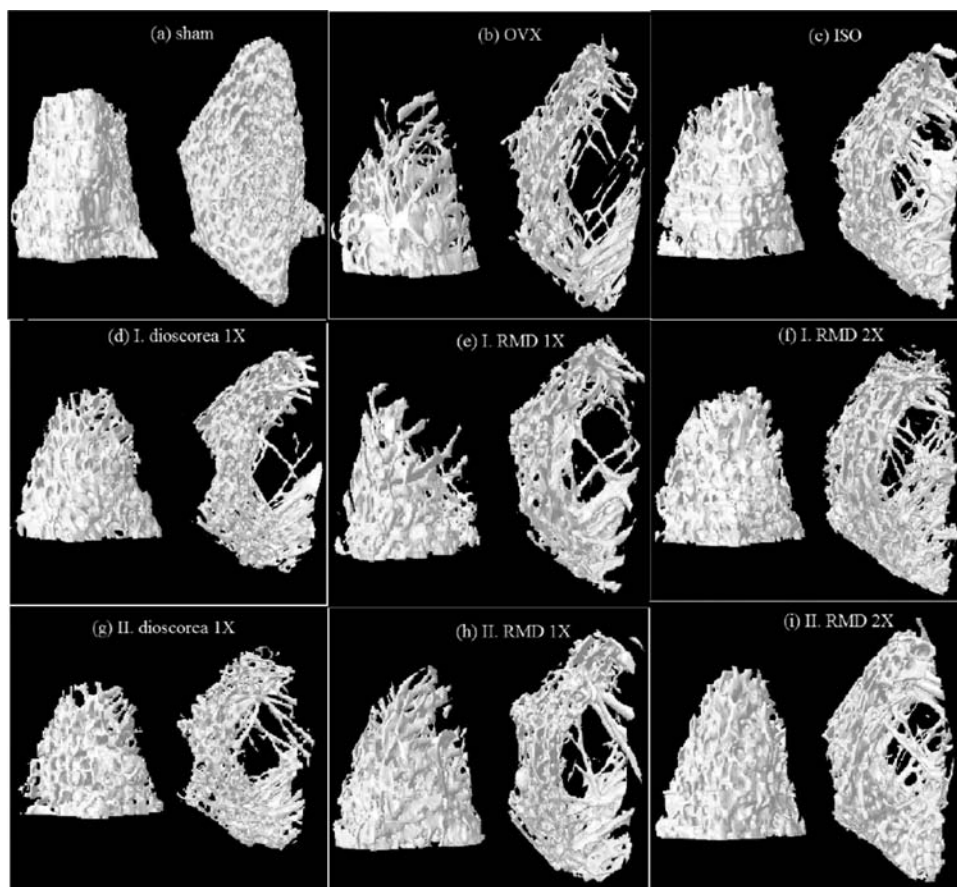 (a) sham
(b) OVX
(c) ISO
(d) I. dioscorea 1X
(e) I. RMD 1X
(f) I. RMD 2X
(g) II. dioscorea 1X
(h) II. RMD 1X
(i) II. RMD 2X